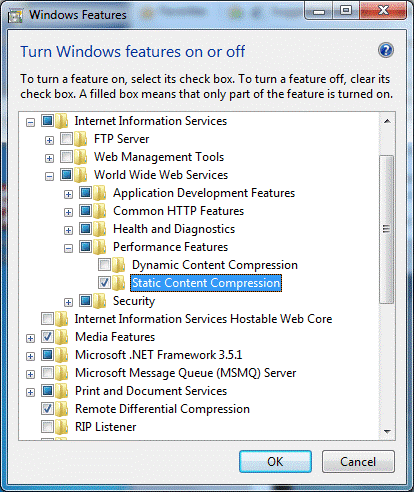 Windows Features
Turn Windows features on or off
To turn a feature on, select its check box. To turn a feature off, clear its
check box. A filled box means that only part of the feature is turned on.
Internet Information Services
FTP Server
Web Management Tools
World Wide Web Services
Application Development Features
Common HTTP Features
Health and Diagnostics
Performance Features
Dynamic Content Compression
Static Content Compression
Security
Internet Information Services Hostable Web Core
Media Features
Microsoft .NET Framework 3.5.1
Microsoft Message Queue (MSMQ) Server
Print and Document Services
Remote Differential Compression
RIP Listener
OK
Cancel